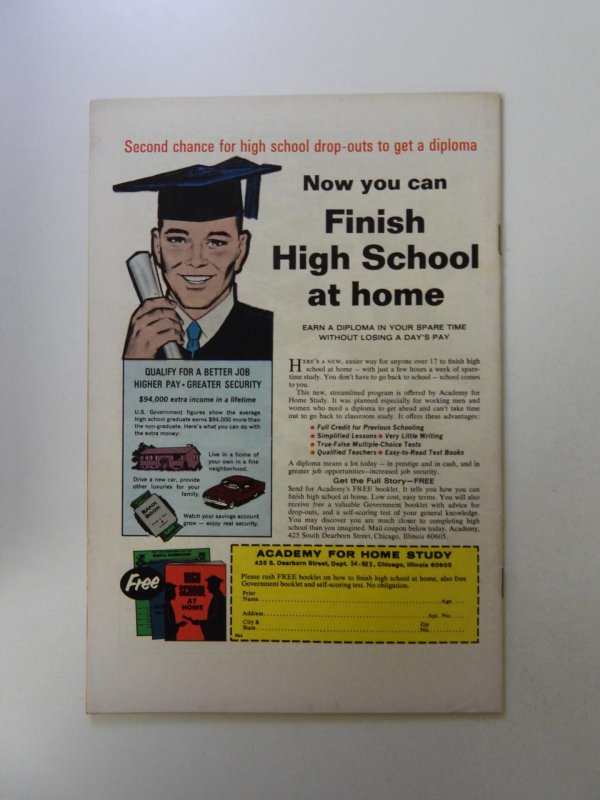 Second chance for high school drop-outs to get a diploma
Now you can
Finish
High School
at home
EARN A DIPLOMA IN YOUR SPARE TIME
WITHOUT LOSING A DAY'S PAY
HERE'S A NEW, easier way for anyone over 17 to finish high
school at home — with just a few hours a week of spare-
time study. You don't have to go back to school — school comes
to you.
This new, streamlined program is offered by Academy for
Home Study. It was planned especially for working men and
women who need a diploma to get ahead and can't take time
out to go back to classroom study. It offers these advantages:
● Full Credit for Previous Schooling
● Simplified Lessons ● Very Little Writing
● True-False Multiple-Choice Tests
● Qualified Teachers ● Easy-to-Read Text Books
A diploma means a lot today — in prestige and in cash, and in
greater job opportunities—increased job security.
Get the Full Story—FREE
Send for Academy's FREE booklet. It tells you how you can
finish high school at home. Low cost, easy terms. You will also
receive free a valuable Government booklet with advice for
drop-outs, and a self-scoring test of your general knowledge.
You may discover you are much closer to completing high
school than you imagined. Mail coupon below today. Academy,
425 South Dearborn Street, Chicago, Illinois 60605.
QUALIFY FOR A BETTER JOB
HIGHER PAY • GREATER SECURITY
$94,000 extra income in a lifetime
U.S. Government figures show the average
high school graduate earns $94,000 more than
the non-graduate. Here's what you can do with
the extra money:
Live in a home of
your own in a fine
neighborhood.
Drive a new car, provide
other luxuries for your
family.
BANK
BOOK
Watch your savings account
grow — enjoy real security.
Free
HIGH
SCHOOL
AT
HOME
ACADEMY FOR HOME STUDY
425 S. Dearborn Street, Dept. 34-103, Chicago, Illinois 60605
Please rush FREE booklet on how to finish high school at home, also free
Government booklet and self-scoring test. No obligation.
Print
Name Age
Address Apt. No.
City & Zip
State No.